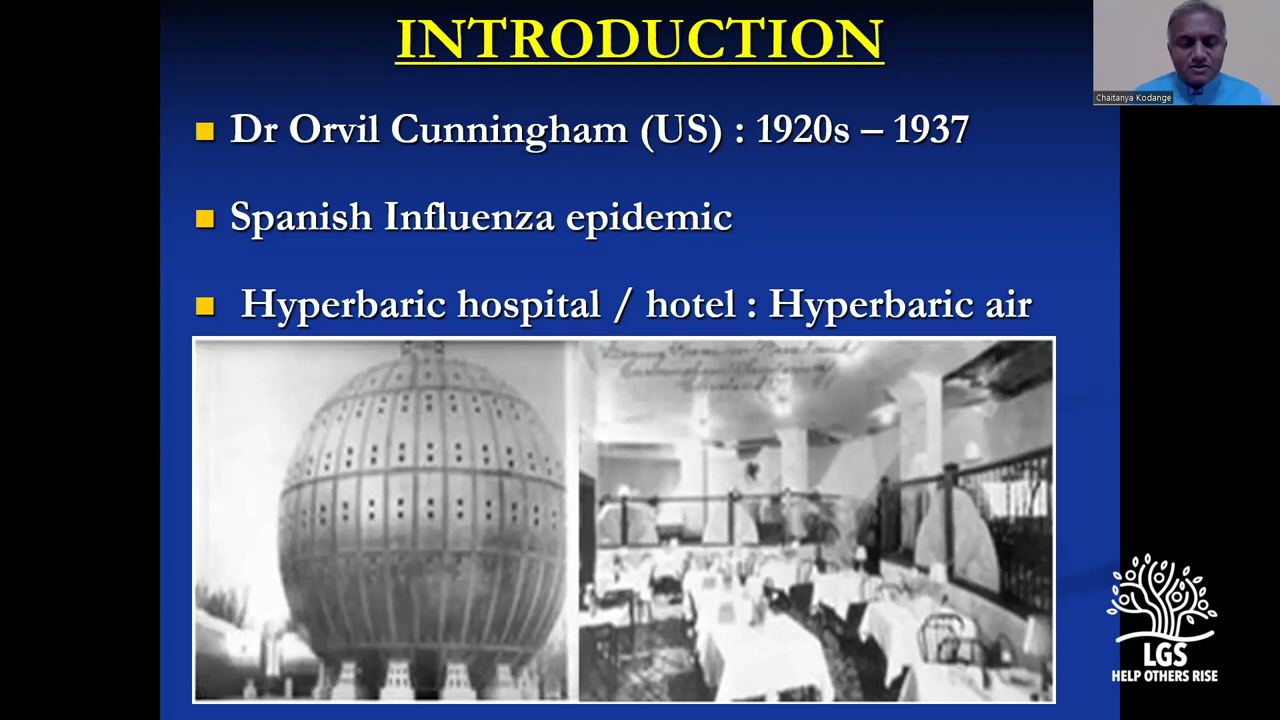 INTRODUCTION
Chaitanya Kodange
Dr Orvil Cunningham (US) : 1920s – 1937
Spanish Influenza epidemic
Hyperbaric hospital / hotel : Hyperbaric air
LGS
HELP OTHERS RISE